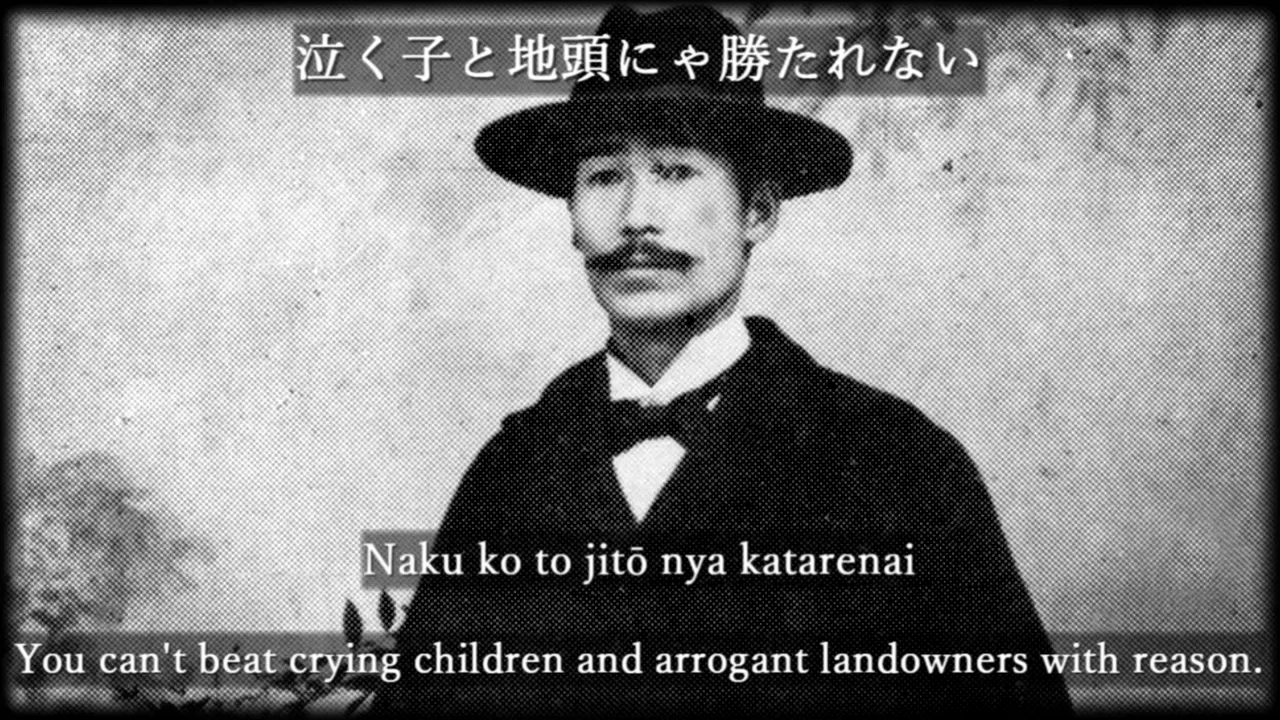 泣く子と地頭にゃ勝たれない
Naku ko to jitō nya katarenai
You can't beat crying children and arrogant landowners with reason.